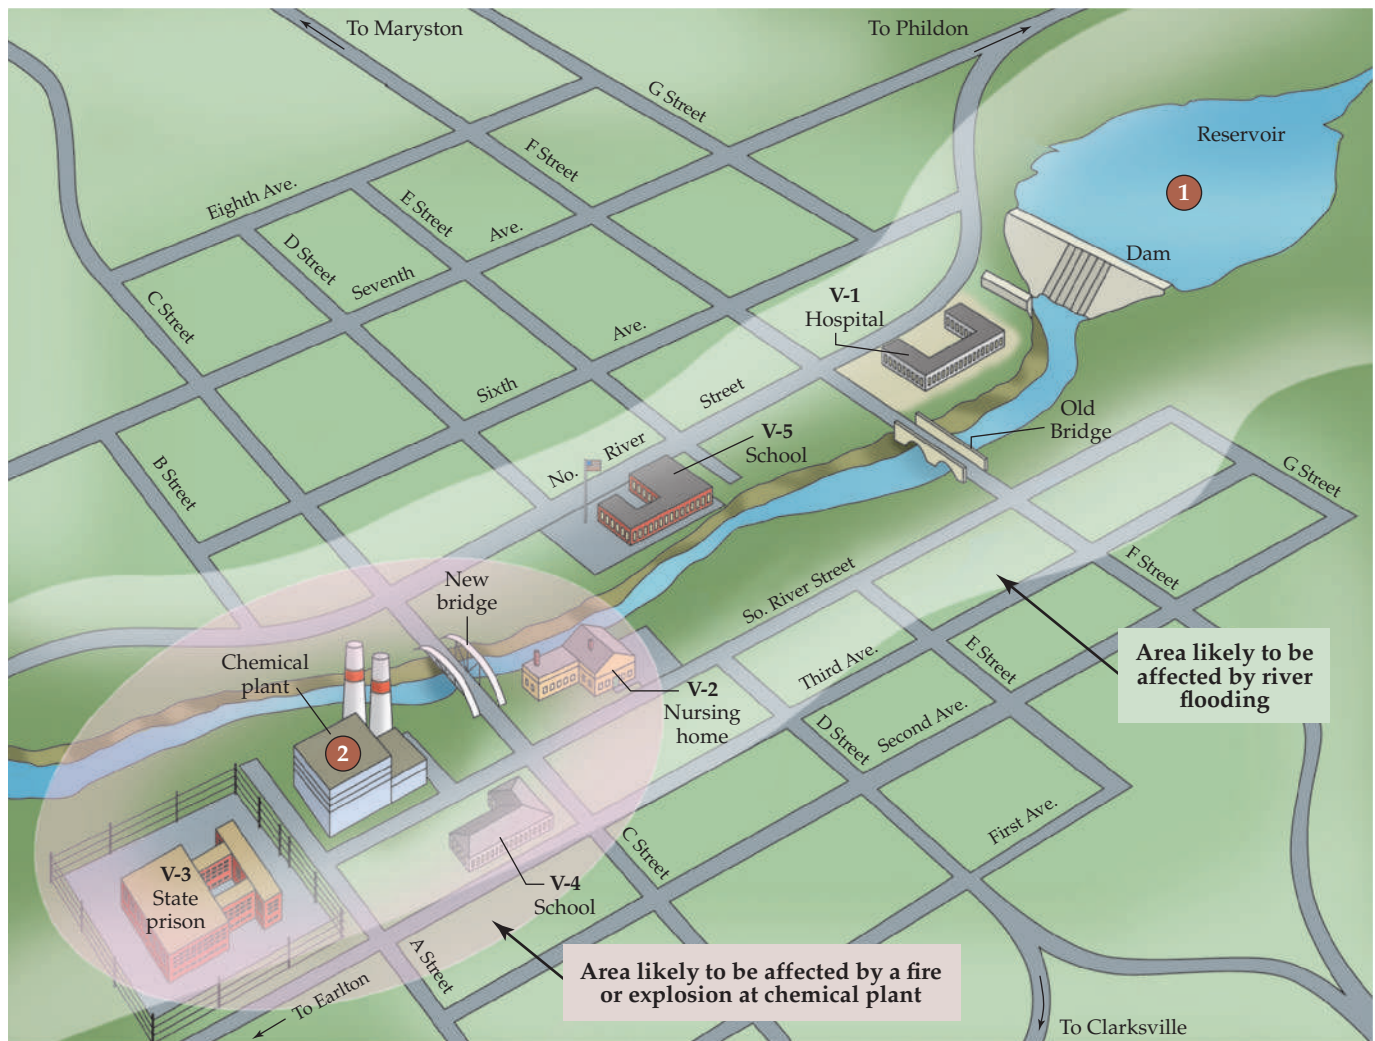 To Maryston
To Phildon
G Street
Reservoir
1
F Street
Eighth Ave.
E Street
Ave.
D Street
Seventh
Dam
C Street
V-1
Hospital
Ave.
Sixth
Street
Old
Bridge
V-5
School
River
No.
B Street
G Street
New
bridge
F Street
So. River Street
Chemical
plant
E Street
Third Ave.
Area likely to be
affected by river
flooding
V-2
Nursing
home
D Street
Second Ave.
2
First Ave.
C Street
V-3
State
prison
V-4
School
A Street
Area likely to be affected by a fire
or explosion at chemical plant
To Earlton
To Clarksville